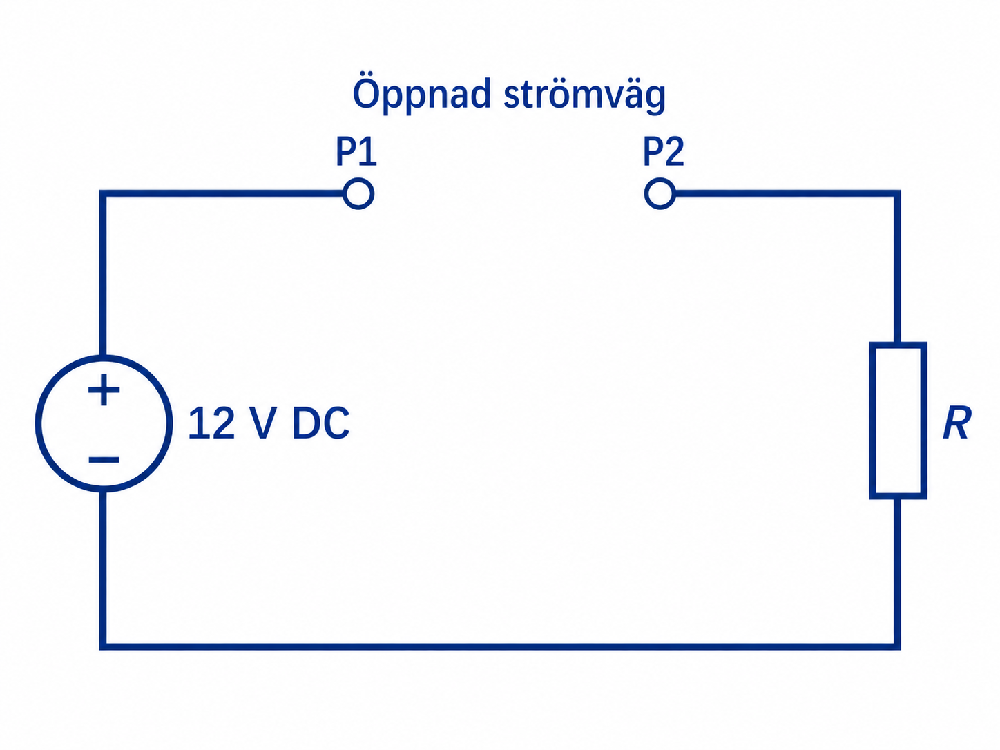 Öppnad strömväg
P1
P2
+
12 V DC
−
R